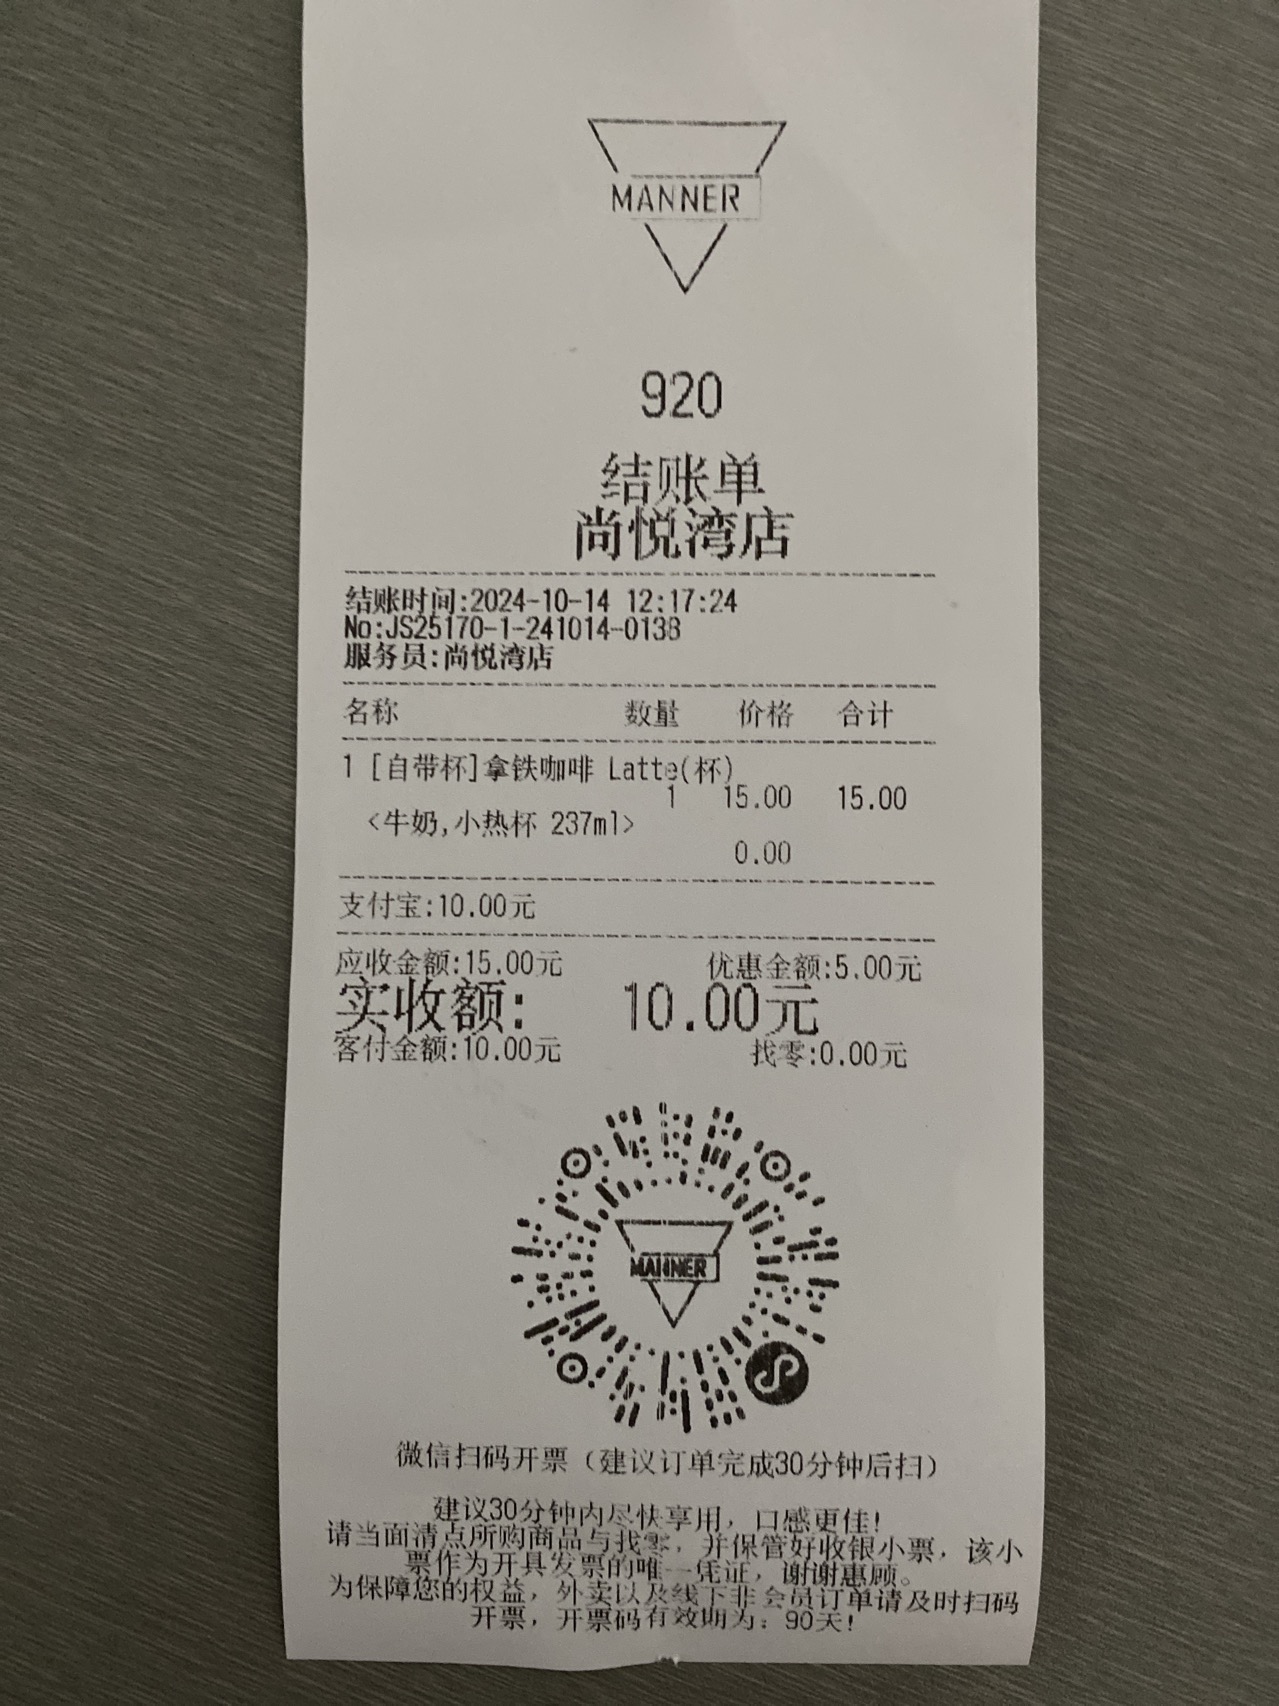 MANNER
920
结账单
尚悦湾店
结账时间:2024-10-14 12:17:24
No:JS25170-1-241014-0138
服务员:尚悦湾店
名称 数量 价格 合计
1 [自带杯]拿铁咖啡 Latte(杯)
1 15.00 15.00
<牛奶,小热杯 237ml>
0.00
支付宝:10.00元
应收金额:15.00元 优惠金额:5.00元
实收额: 10.00元
客付金额:10.00元 找零:0.00元
MANNER
微信扫码开票（建议订单完成30分钟后扫）
建议30分钟内尽快享用，口感更佳!
请当面清点所购商品与找零，并保管好收银小票，该小
票作为开具发票的唯一凭证，谢谢惠顾。
为保障您的权益，外卖以及线下非会员订单请及时扫码
开票，开票码有效期为：90天!